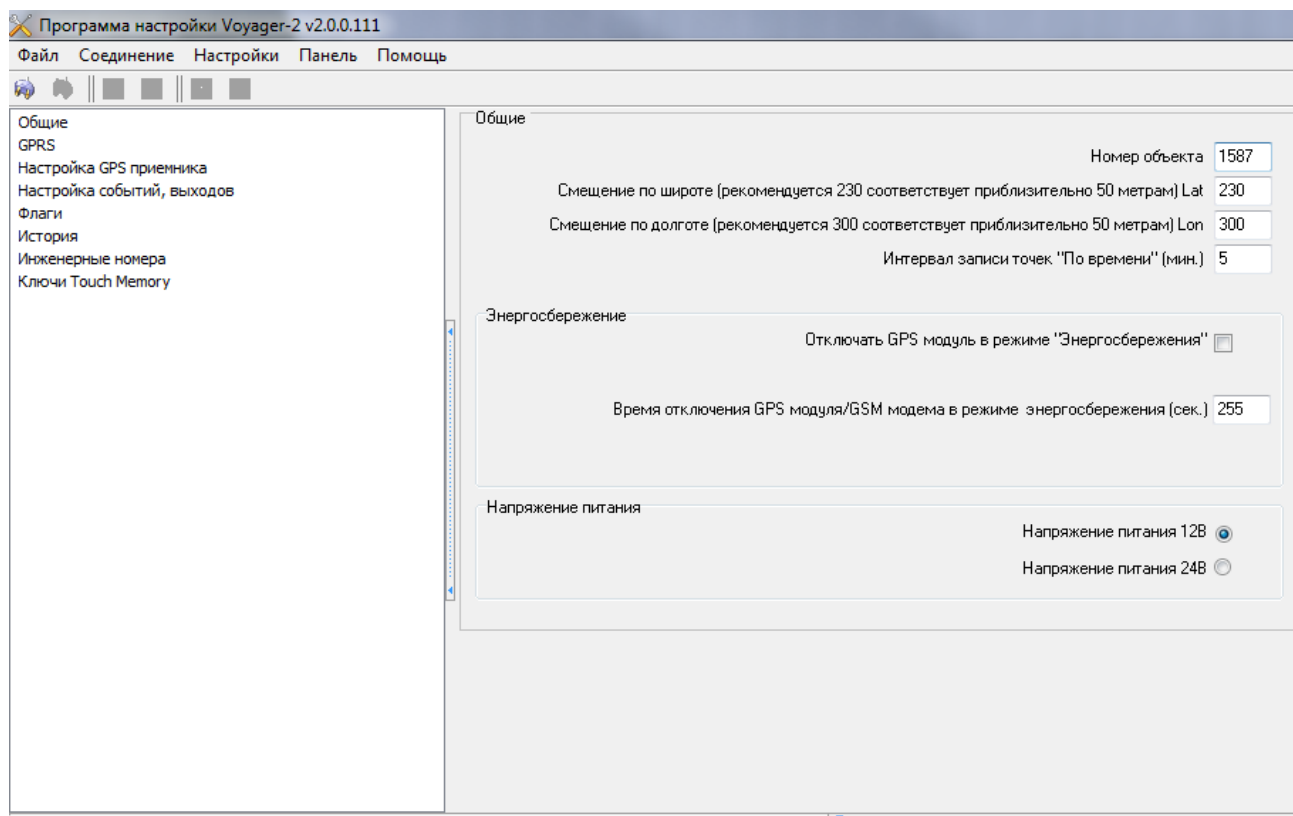 Программа настройки Voyager-2 v2.0.0.111
Файл Соединение Настройки Панель Помощь
Общие
GPRS
Настройка GPS приемника
Настройка событий, выходов
Флаги
История
Инженерные номера
Ключи Touch Memory
Общие
Номер объекта 1587
Смещение по широте (рекомендуется 230 соответствует приблизительно 50 метрам) Lat 230
Смещение по долготе (рекомендуется 300 соответствует приблизительно 50 метрам) Lon 300
Интервал записи точек "По времени" (мин.) 5
Энергосбережение
Отключать GPS модуль в режиме "Энергосбережения"
Время отключения GPS модуля/GSM модема в режиме энергосбережения (сек.) 255
Напряжение питания
Напряжение питания 12В
Напряжение питания 24В